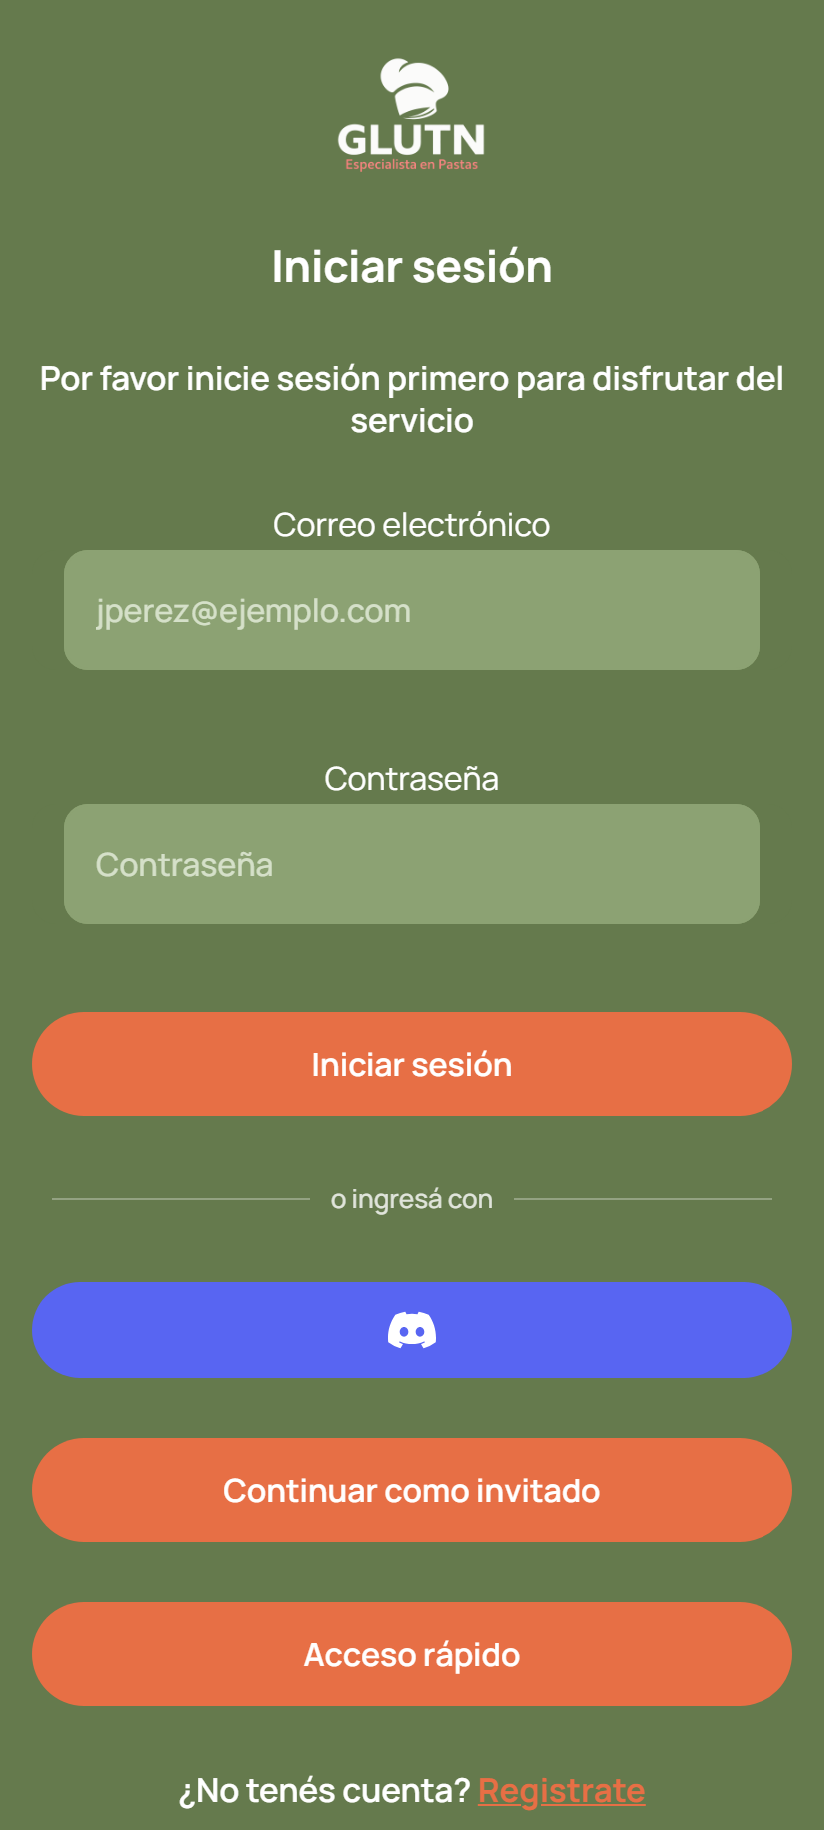 GLUTN
Especialista en Pastas
Iniciar sesión
Por favor inicie sesión primero para disfrutar del
servicio
Correo electrónico
jperez@ejemplo.com
Contraseña
Contraseña
Iniciar sesión
o ingresá con
Continuar como invitado
Acceso rápido
¿No tenés cuenta? Registrate